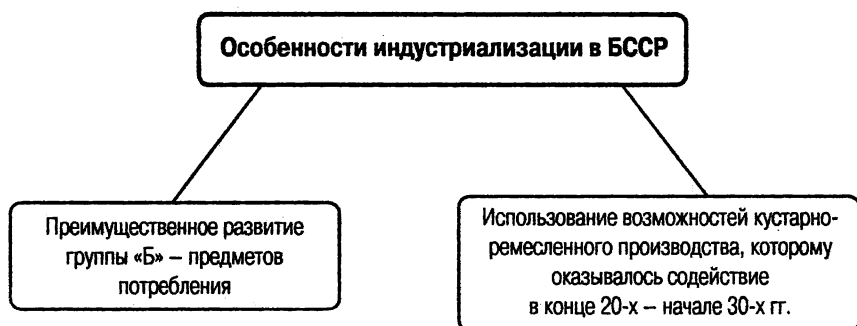 Особенности индустриализации в БССР
Преимущественное развитие
группы «Б» – предметов
потребления
Использование возможностей кустарно-
ремесленного производства, которому
оказывалось содействие
в конце 20-х – начале 30-х гг.